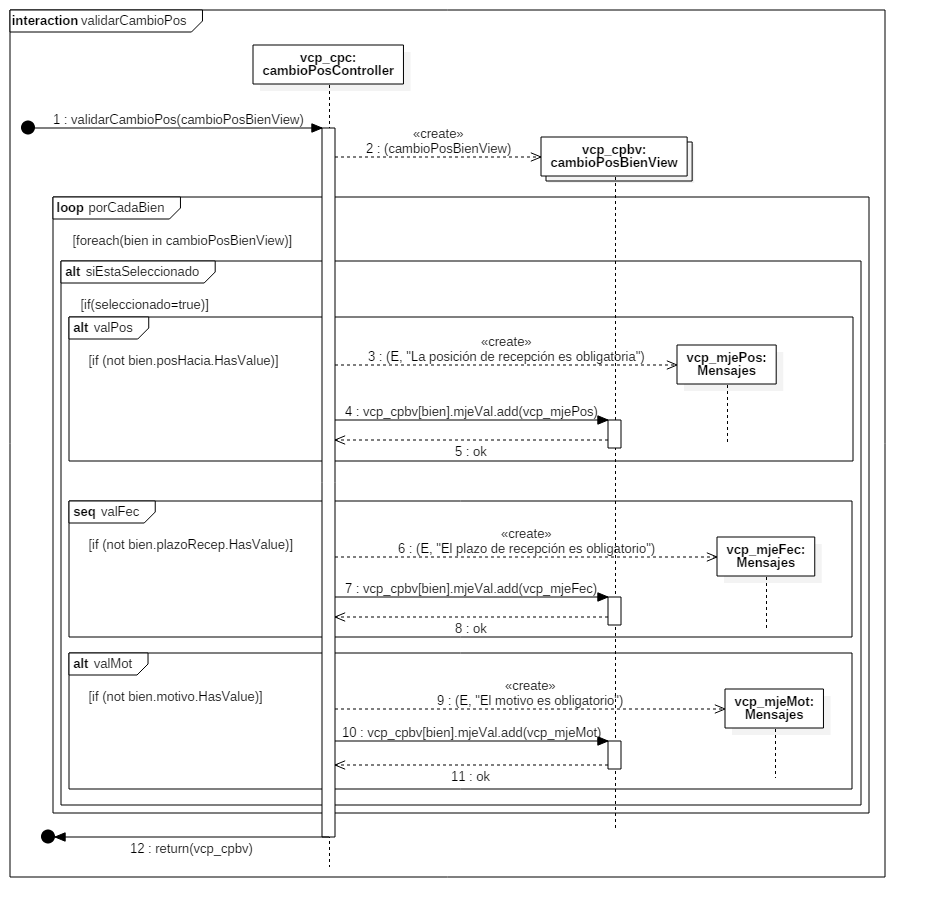 interaction validarCambioPos
vcp_cpc:
cambioPosController
1 : validarCambioPos(cambioPosBienView)
«create»
2 : (cambioPosBienView)
vcp_cpbv:
cambioPosBienView
loop porCadaBien
[foreach(bien in cambioPosBienView)]
alt siEstaSeleccionado
[if(seleccionado=true)]
alt valPos
[if (not bien.posHacia.HasValue)]
«create»
3 : (E, "La posición de recepción es obligatoria")
vcp_mjePos:
Mensajes
4 : vcp_cpbv[bien].mjeVal.add(vcp_mjePos)
5 : ok
seq valFec
[if (not bien.plazoRecep.HasValue)]
«create»
6 : (E, "El plazo de recepción es obligatorio")
vcp_mjeFec:
Mensajes
7 : vcp_cpbv[bien].mjeVal.add(vcp_mjeFec)
8 : ok
alt valMot
[if (not bien.motivo.HasValue)]
«create»
9 : (E, "El motivo es obligatorio")
vcp_mjeMot:
Mensajes
10 : vcp_cpbv[bien].mjeVal.add(vcp_mjeMot)
11 : ok
12 : return(vcp_cpbv)